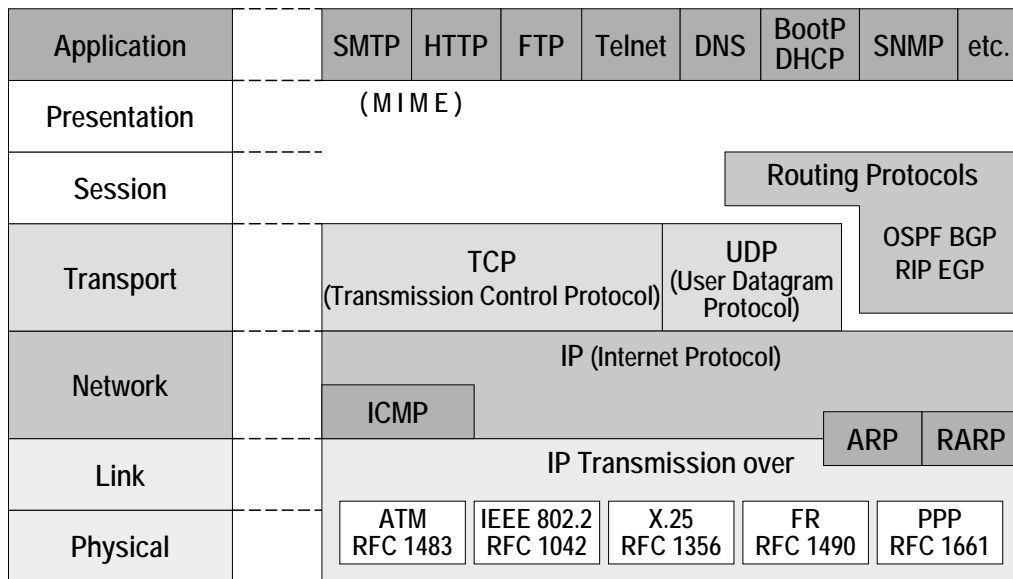 Application
SMTP
HTTP
FTP
Telnet
DNS
BootP
DHCP
SNMP
etc.
Presentation
(MIME)
Session
Routing Protocols
OSPF BGP
RIP EGP
Transport
TCP
(Transmission Control Protocol)
UDP
(User Datagram
Protocol)
Network
IP (Internet Protocol)
ICMP
ARP
RARP
Link
IP Transmission over
Physical
ATM
RFC 1483
IEEE 802.2
RFC 1042
X.25
RFC 1356
FR
RFC 1490
PPP
RFC 1661